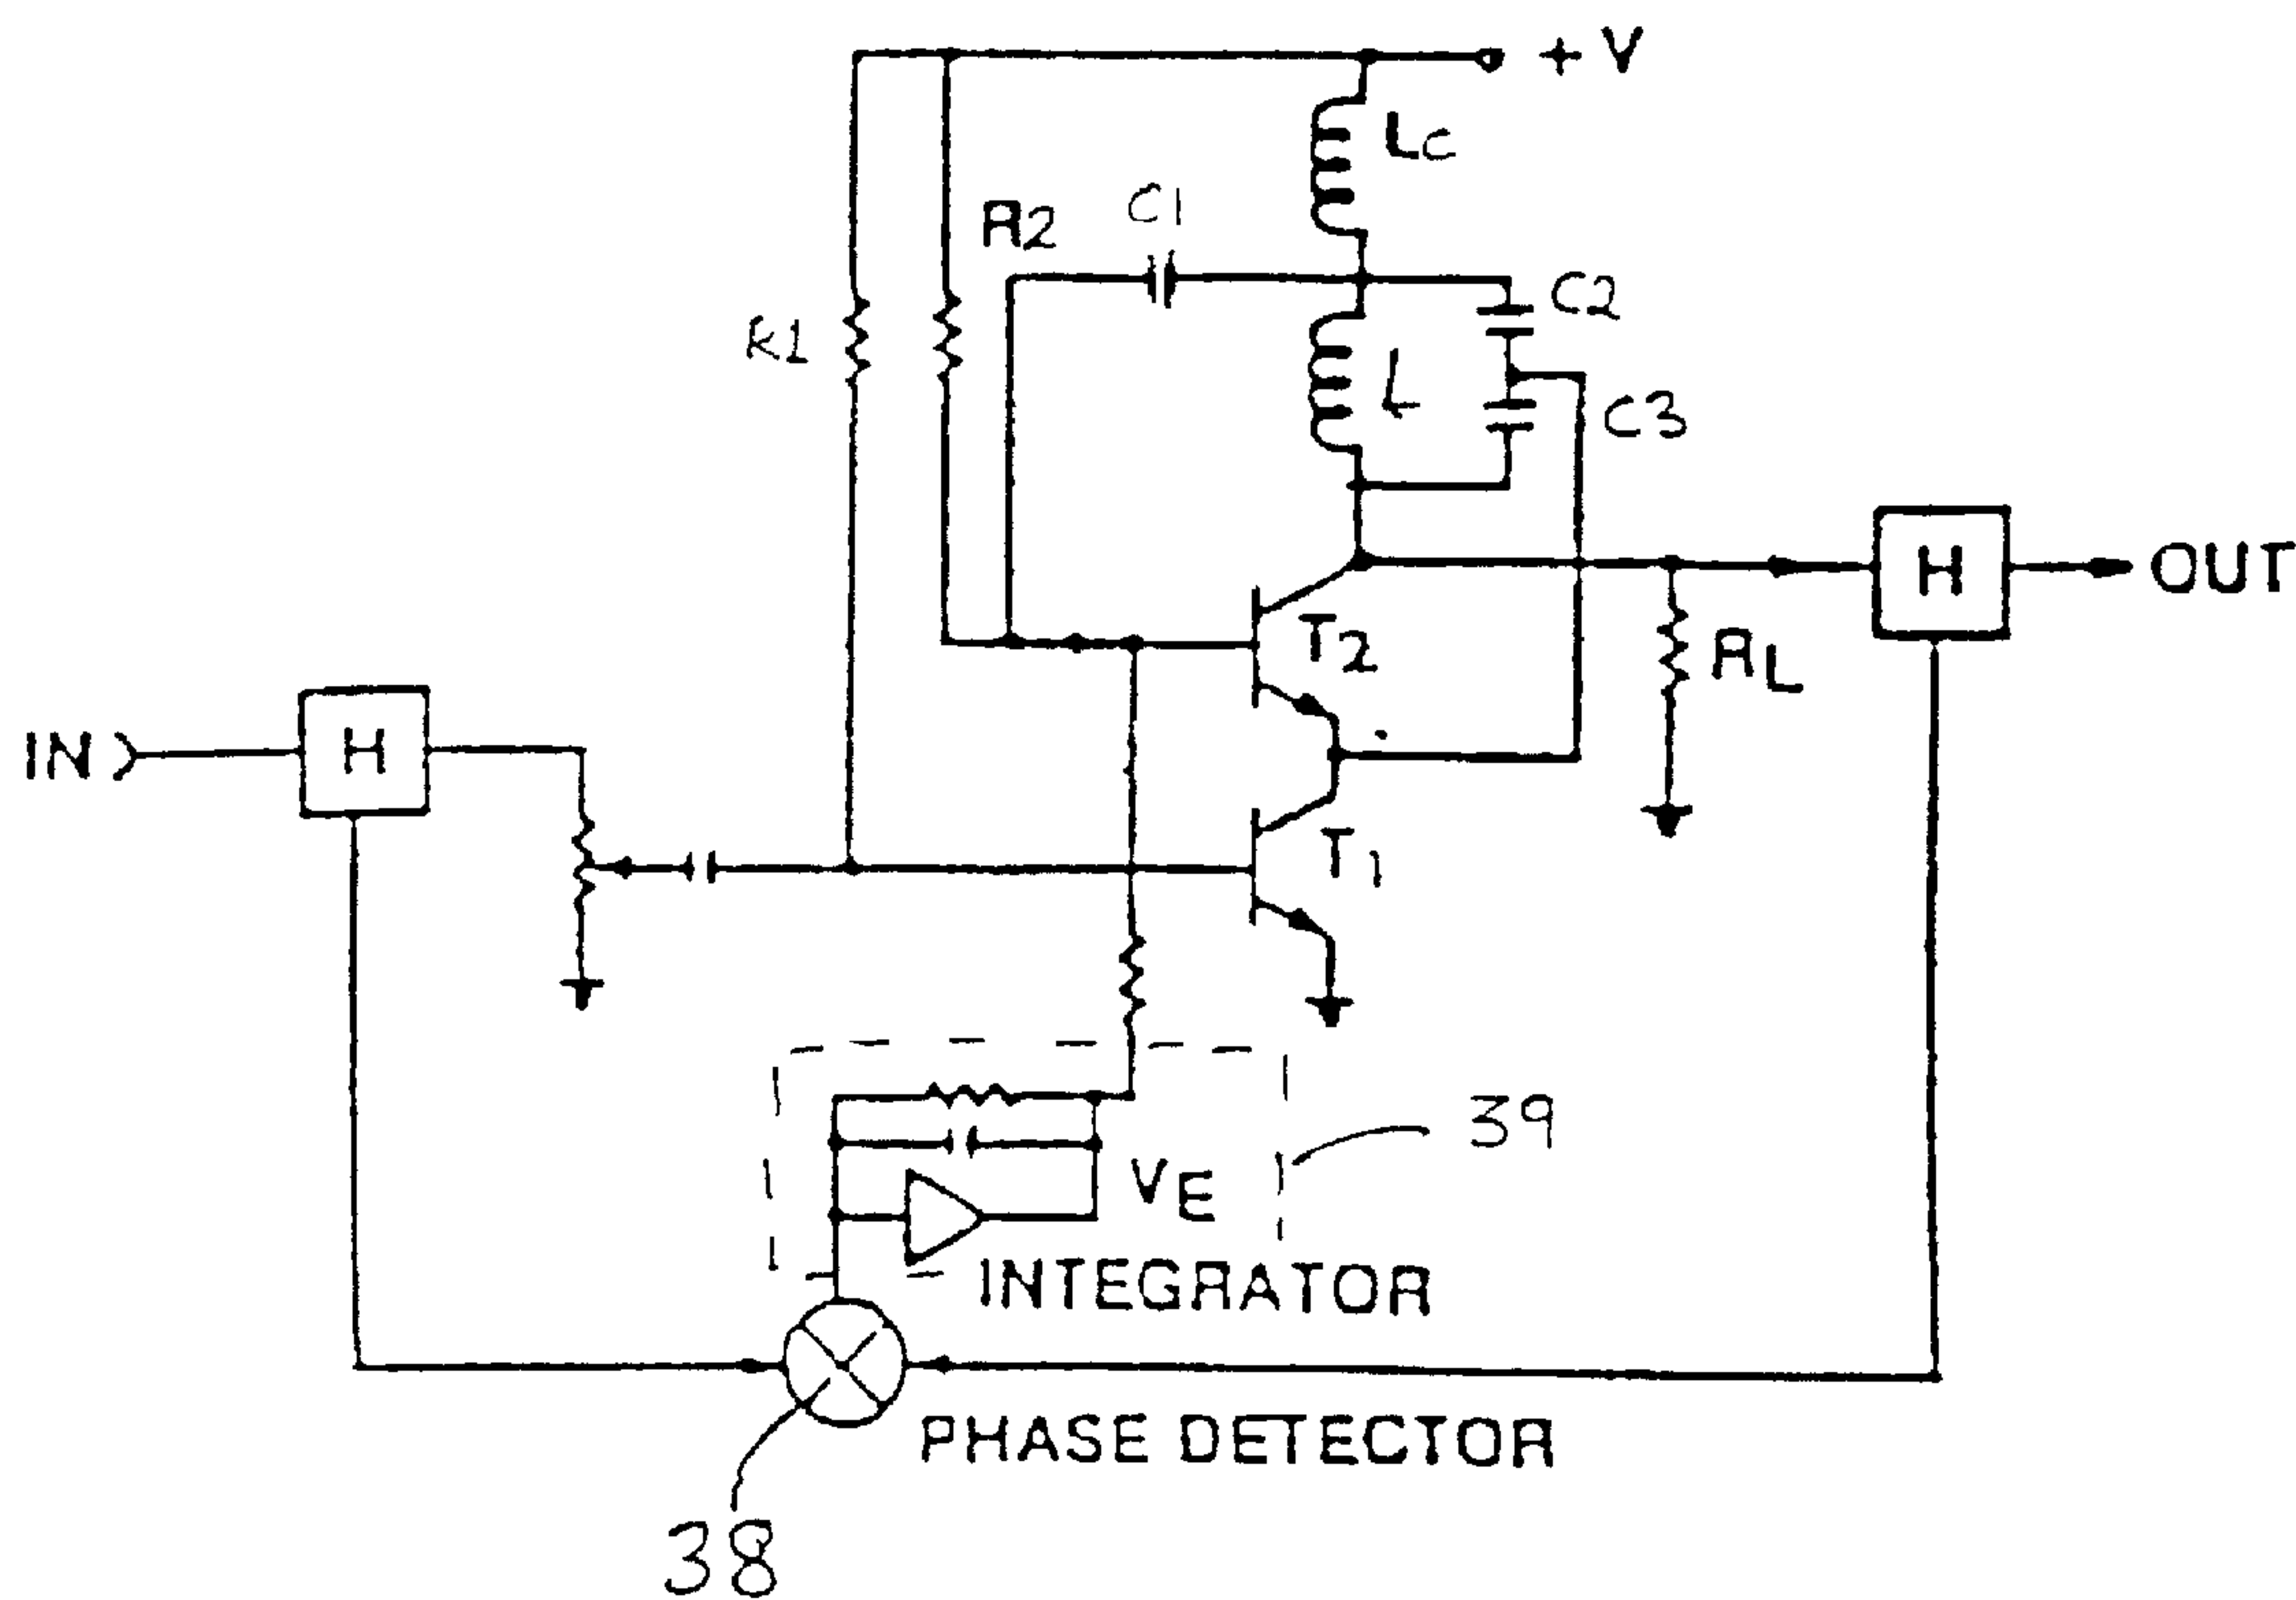 + V
LC
C1
R2
C2
R1
L
C3
H
OUT
T2
RL
IN
H
T1
39
VE
INTEGRATOR
PHASE DETECTOR
38